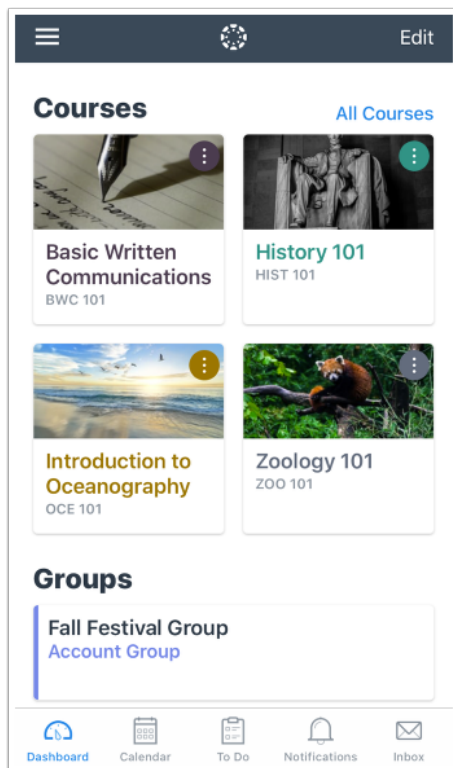 Edit
Courses
All Courses
Basic Written
Communications
BWC 101
History 101
HIST 101
Introduction to
Oceanography
OCE 101
Zoology 101
ZOO 101
Groups
Fall Festival Group
Account Group
Dashboard
Calendar
To Do
Notifications
Inbox